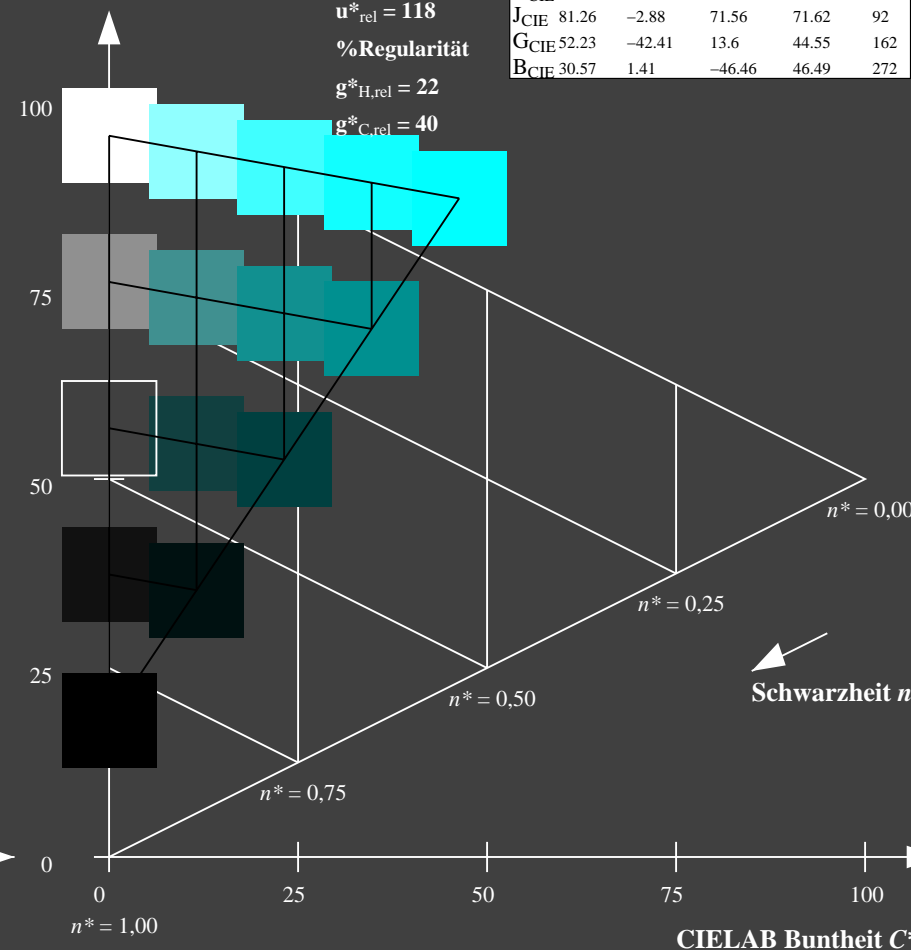 u*rel = 118
%Regularität
g*H,rel = 22
g*C,rel = 40
JCIE 81.26 −2.88 71.56 71.62 92
GCIE 52.23 −42.41 13.6 44.55 162
BCIE 30.57 1.41 −46.46 46.49 272
100
75
50
25
0
n* = 0,00
n* = 0,25
Schwarzheit n
n* = 0,50
n* = 0,75
0 25 50 75 100
n* = 1,00
CIELAB Buntheit C*